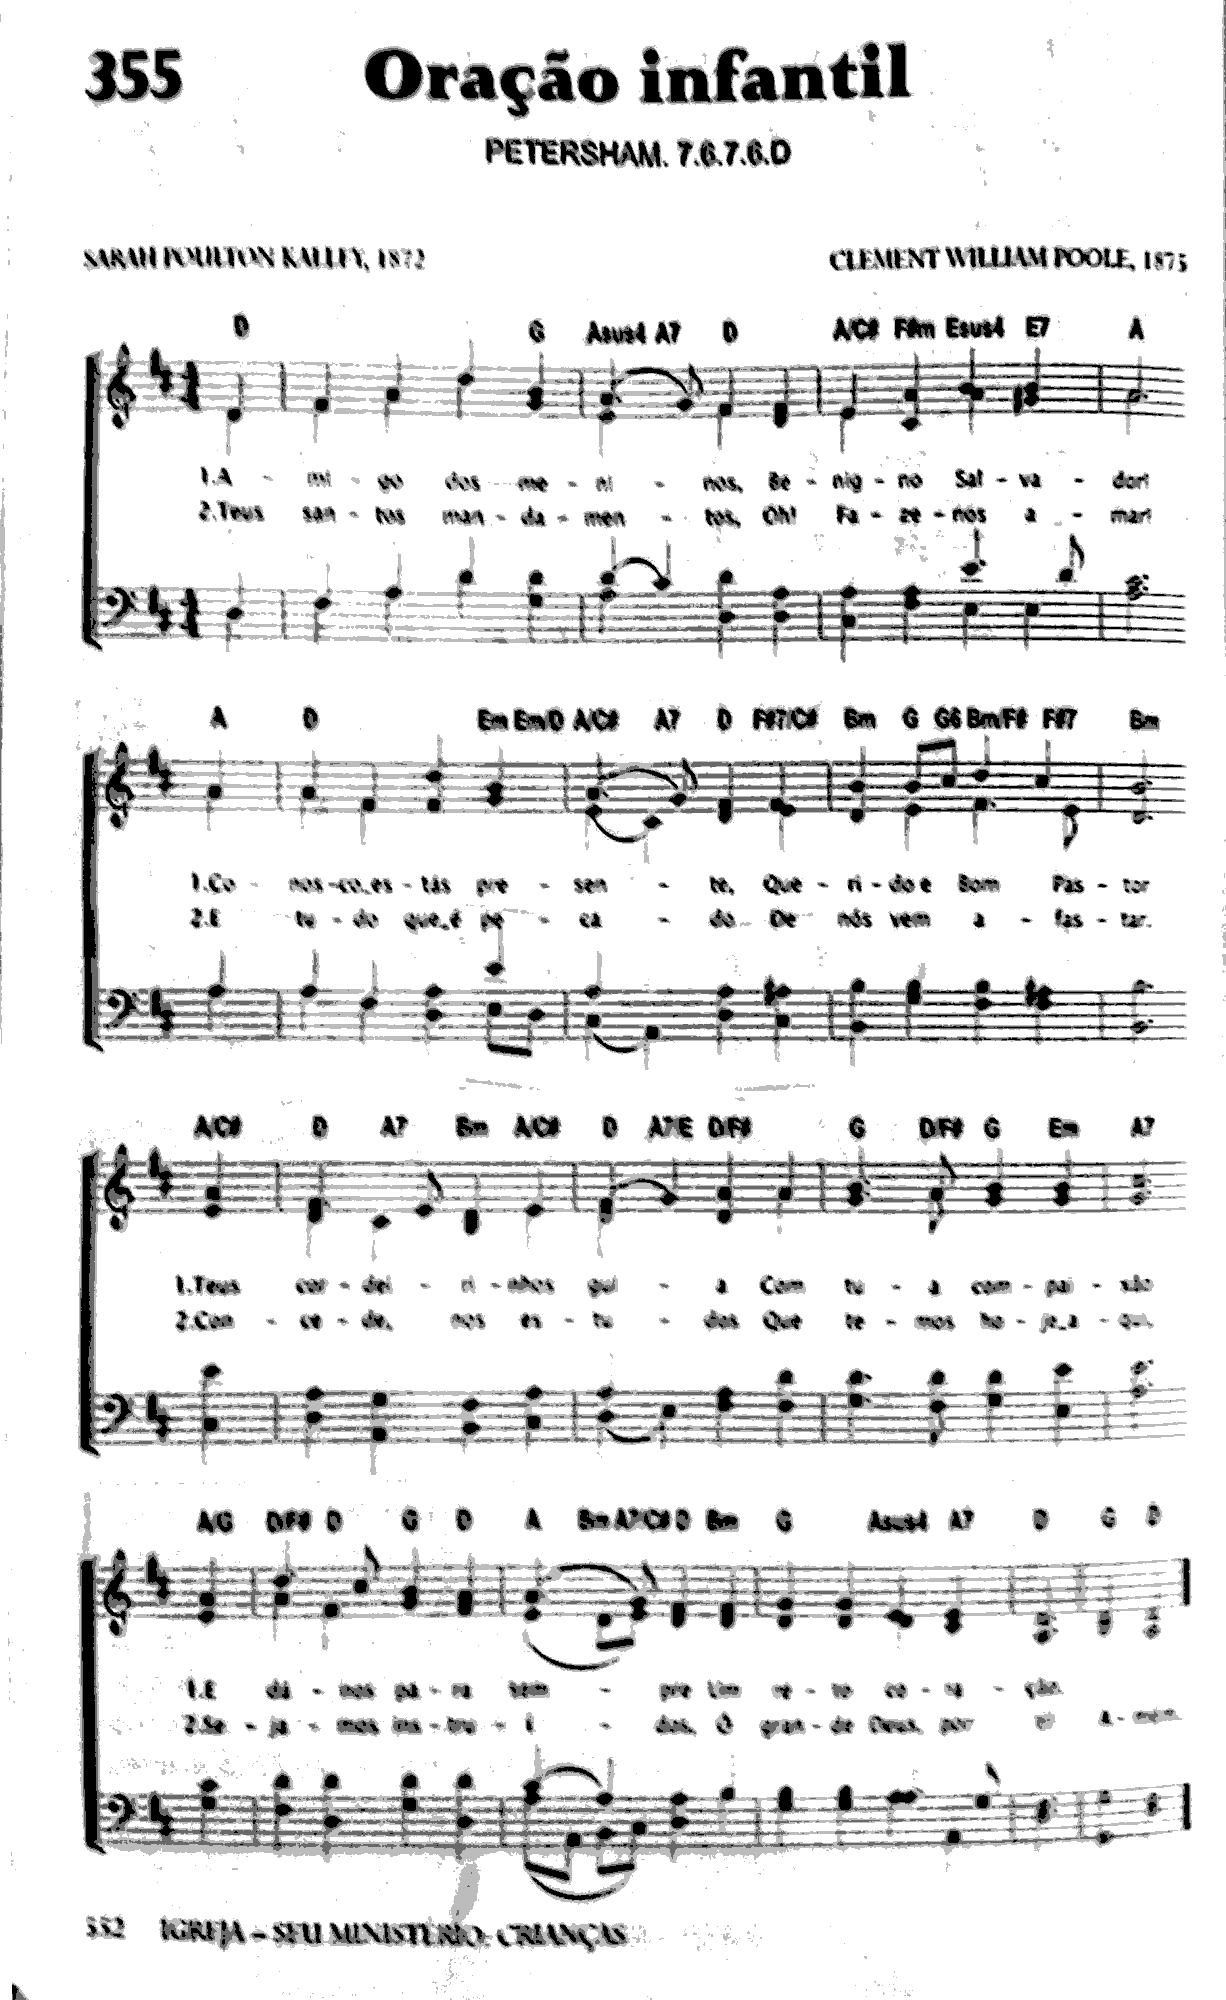 355 Oração infantil
PETERSHAM. 7.6.7.6.D
SARAH POULTON KALLEY, 1872 CLEMENT WILLIAM POOLE, 1875
D G Asus4 A7 D A/C# F#m Esus4 E7 A
1.A - mi - go dos me - ni - nos, Be - nig - no Sal - va - dor!
2.Teus san - tos man - da - men - tos, Oh! Fa - ze - nos a - mar!
A D Em Em/D A/C# A7 D F#7/C# Bm G G6 Bm/F# F#7 Bm
1.Co - nos-co_es - tás pre - sen - te, Que - ri - do e Bom Pas - tor
2.E tu - do que_é pe - ca - do De nós vem a - fas - tar.
A/C# D A7 Bm A/C# D A7/E D/F# G D/F# G Em A7
1.Teus cor - dei - ri - nhos gui - a Com tu - a com - pai - xão
2.Con - ce - de, nos es - tu - dos Que te - mos ho - je_a - qui,
A/G D/F# D G D A Bm A7/C# D Bm G Asus4 A7 D G D
1.E dá - nos pa - ra sem - pre Um re - to co - ra - ção.
2.Se - ja - mos ins - tru - í - dos, Ó gran - de Deus, por ti A - mém.
552 IGREJA – SEU MINISTÉRIO: CRIANÇAS